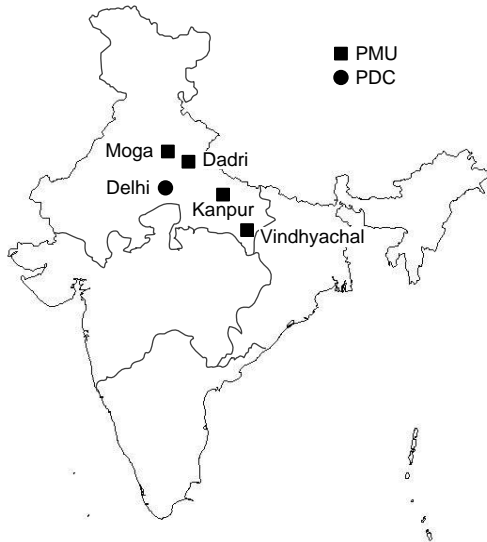 PMU
PDC
Moga
Dadri
Delhi
Kanpur
Vindhyachal